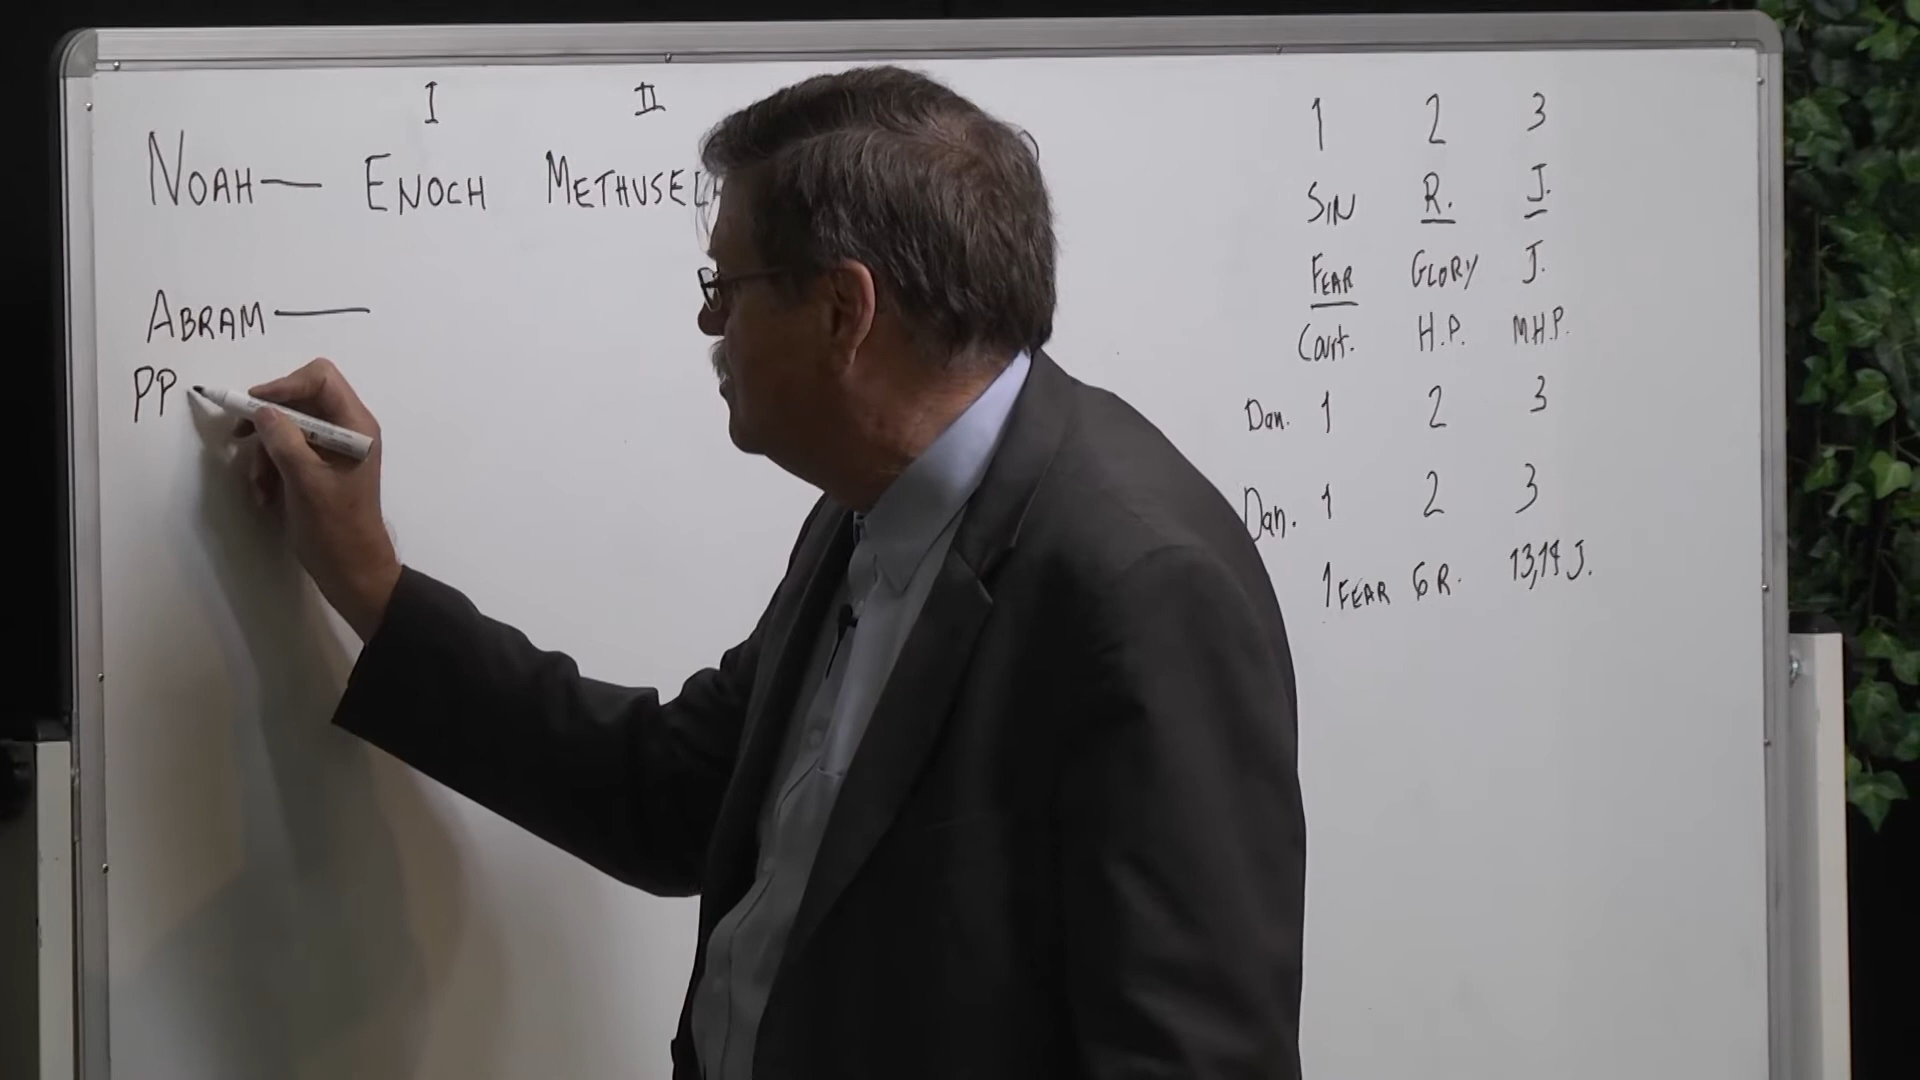 I II
NOAH— ENOCH METHUSEL
ABRAM—
PP
1 2 3
SIN R. J.
FEAR GLORY J.
Court. H.P. M.H.P.
Dan. 1 2 3
Dan. 1 2 3
1 FEAR 6 R. 13,14 J.